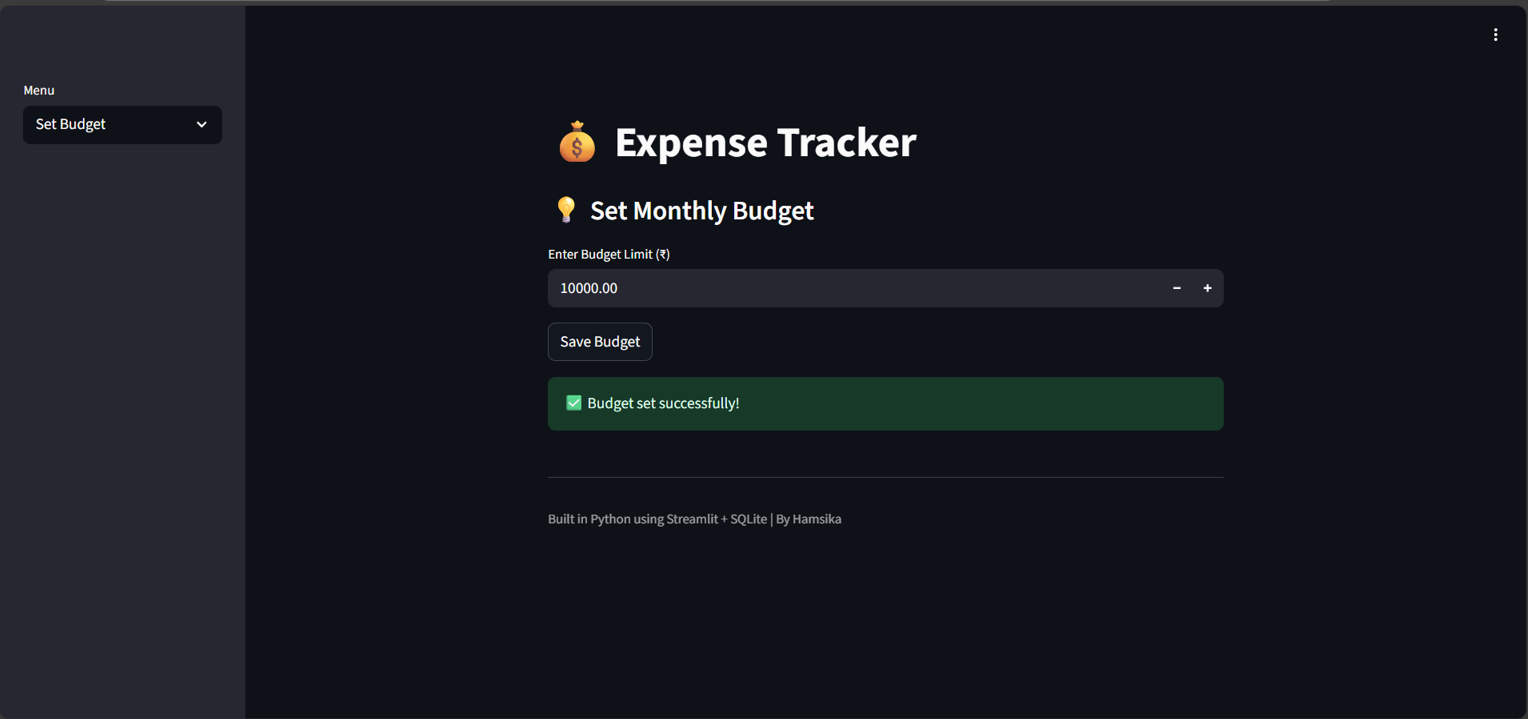 Menu
Set Budget
💰 Expense Tracker
💡 Set Monthly Budget
Enter Budget Limit (₹)
10000.00
Save Budget
✅ Budget set successfully!
Built in Python using Streamlit + SQLite | By Hamsika